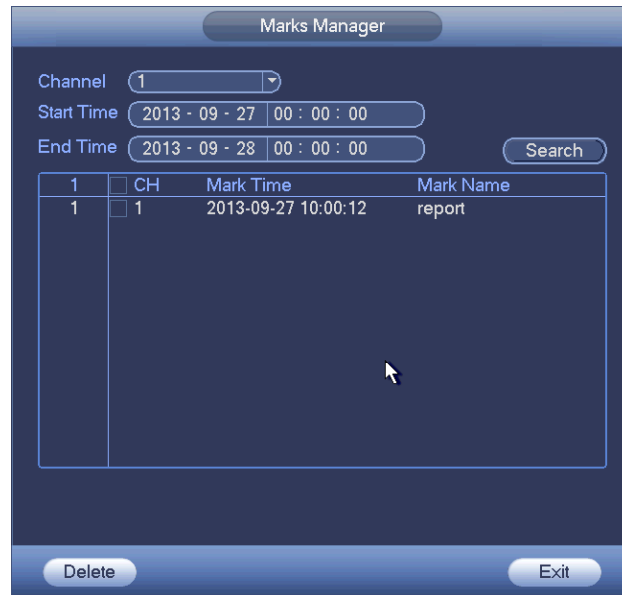 Marks Manager
Channel 1
Start Time 2013 - 09 - 27 00 : 00 : 00
End Time 2013 - 09 - 28 00 : 00 : 00 Search
1 CH Mark Time Mark Name
1 1 2013-09-27 10:00:12 report
Delete Exit